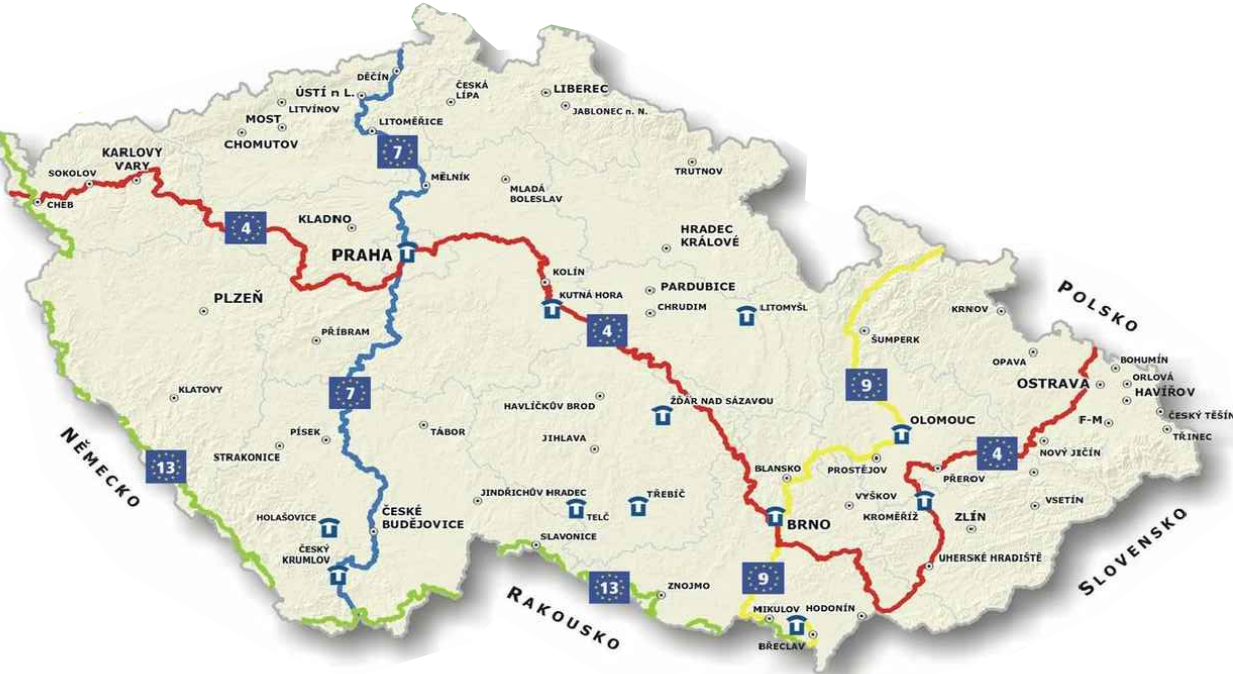 DĚČÍN
ÚSTÍ n L.
LITVÍNOV
MOST
CHOMUTOV
LITOMĚŘICE
ČESKÁ
LÍPA
LIBEREC
JABLONEC n. N.
7
KARLOVY
VARY
SOKOLOV
CHEB
MĚLNÍK
MLADÁ
BOLESLAV
TRUTNOV
4
KLADNO
PRAHA
HRADEC
KRÁLOVÉ
KOLÍN
KUTNÁ HORA
PARDUBICE
CHRUDIM
LITOMYŠL
PLZEŇ
PŘÍBRAM
4
POLSKO
KRNOV
ŠUMPERK
OPAVA
BOHUMÍN
ORLOVÁ
OSTRAVA
HAVÍŘOV
ČESKÝ TĚŠÍN
F-M
TŘINEC
7
9
KLATOVY
HAVLÍČKŮV BROD
ŽĎÁR NAD SÁZAVOU
OLOMOUC
NĚMECKO
PÍSEK
TÁBOR
STRAKONICE
JIHLAVA
4
NOVÝ JIČÍN
13
BLANSKO
PROSTĚJOV
PŘEROV
JINDŘICHŮV HRADEC
TELČ
TŘEBÍČ
VYŠKOV
KROMĚŘÍŽ
ZLÍN
VSETÍN
HOLAŠOVICE
ČESKÉ
BUDĚJOVICE
BRNO
SLOVENSKO
ČESKÝ
KRUMLOV
SLAVONICE
UHERSKÉ HRADIŠTĚ
13
ZNOJMO
9
RAKOUSKO
MIKULOV
HODONÍN
BŘECLAV